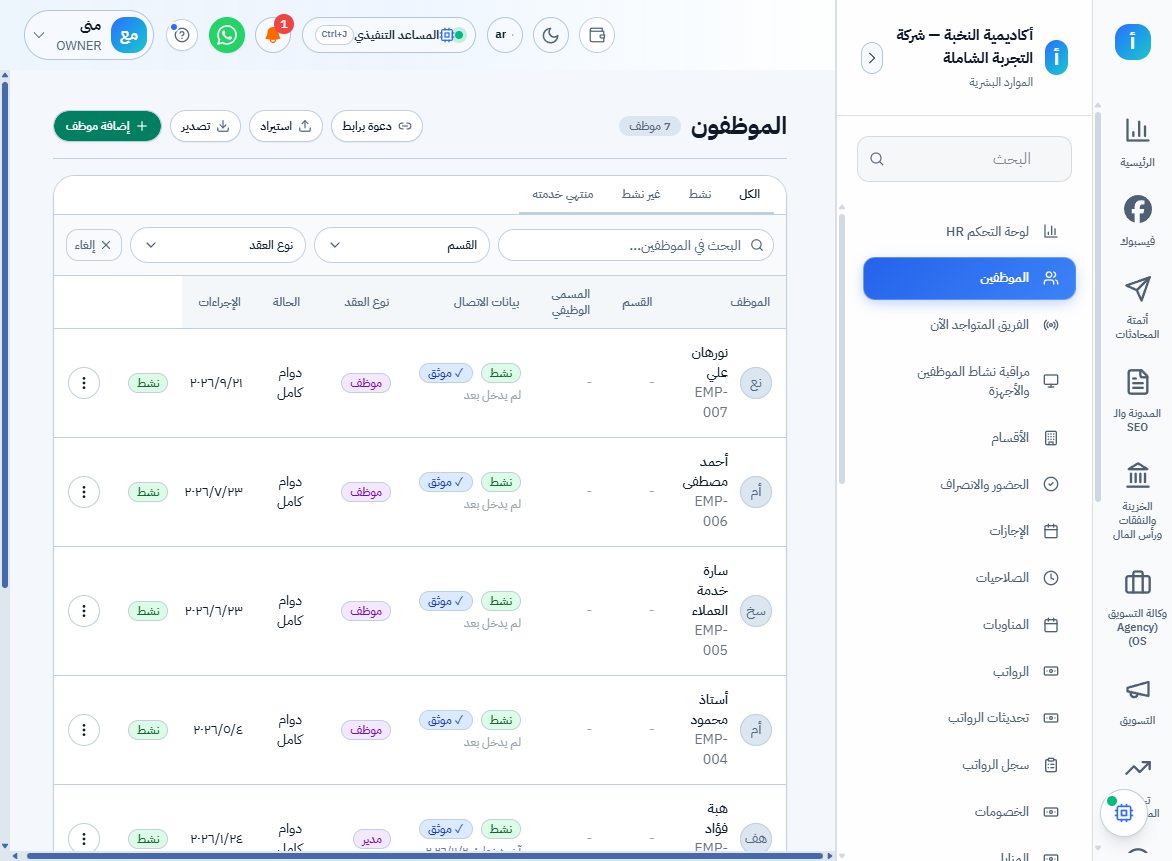 أ
الرئيسية
فيسبوك
أتمتة
المحادثات
المدونة والـ
SEO
الخزينة
والنفقات
ورأس المال
وكالة التسويق
(Agency
OS)
التسويق
أكاديمية النخبة — شركة
التجربة الشاملة
الموارد البشرية
أ
البحث
لوحة التحكم HR
الموظفين
الفريق المتواجد الآن
مراقبة نشاط الموظفين
والأجهزة
الأقسام
الحضور والانصراف
الإجازات
الصلاحيات
المناوبات
الرواتب
تحديثات الرواتب
سجل الرواتب
الخصومات
ar
المساعد التنفيذي
Ctrl+J
1
مع
منى
OWNER
الموظفون
7 موظف
دعوة برابط
استيراد
تصدير
إضافة موظف
الكل
نشط
غير نشط
منتهي خدمته
البحث في الموظفين...
القسم
نوع العقد
إلغاء
الموظف
القسم
المسمى
الوظيفي
بيانات الاتصال
نوع العقد
الحالة
الإجراءات
نع
نورهان
علي
EMP-
007
-
-
نشط
✓ موثق
لم يدخل بعد
موظف
دوام
كامل
٢٠٢٦/٩/٢١
نشط
أم
أحمد
مصطفى
EMP-
006
-
-
نشط
✓ موثق
لم يدخل بعد
موظف
دوام
كامل
٢٠٢٦/٧/٢٣
نشط
سخ
سارة
خدمة
العملاء
EMP-
005
-
-
نشط
✓ موثق
لم يدخل بعد
موظف
دوام
كامل
٢٠٢٦/٦/٢٣
نشط
أم
أستاذ
محمود
EMP-
004
-
-
نشط
✓ موثق
لم يدخل بعد
موظف
دوام
كامل
٢٠٢٦/٥/٤
نشط
هف
هبة
فؤاد
EMP-
-
-
نشط
✓ موثق
مدير
دوام
كامل
٢٠٢٦/١/٢٤
نشط